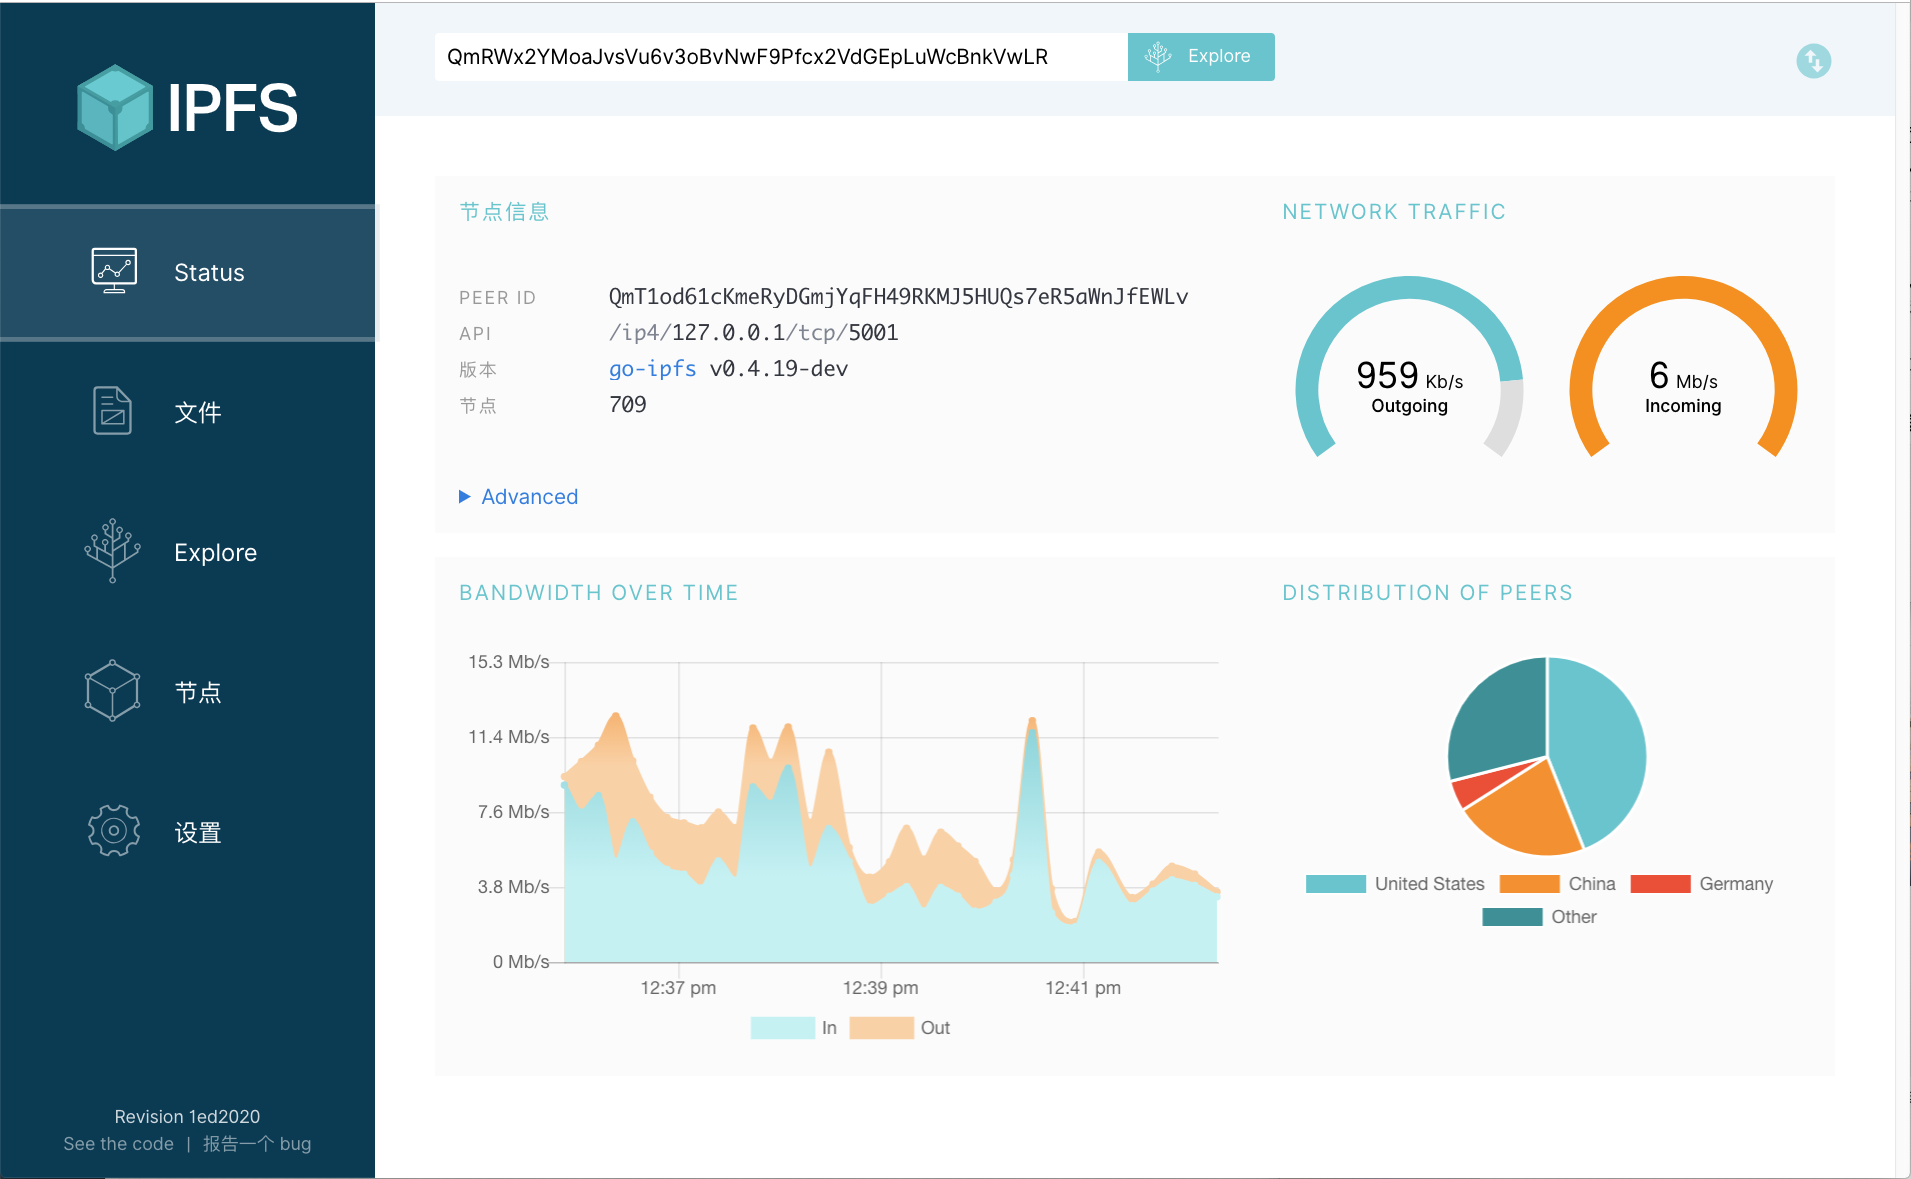 IPFS
QmRWx2YMoaJvsVu6v3oBvNwF9Pfcx2VdGEpLuWcBnkVwLR
Explore
Status
文件
Explore
节点
设置
Revision 1ed2020
See the code | 报告一个 bug
节点信息
PEER ID QmT1od61cKmeRyDGmjYqFH49RKMJ5HUQs7eR5aWnJfEWLv
API /ip4/127.0.0.1/tcp/5001
版本 go-ipfs v0.4.19-dev
节点 709
Advanced
NETWORK TRAFFIC
959 Kb/s
Outgoing
6 Mb/s
Incoming
BANDWIDTH OVER TIME
15.3 Mb/s
11.4 Mb/s
7.6 Mb/s
3.8 Mb/s
0 Mb/s
12:37 pm 12:39 pm 12:41 pm
In Out
DISTRIBUTION OF PEERS
United States China Germany
Other